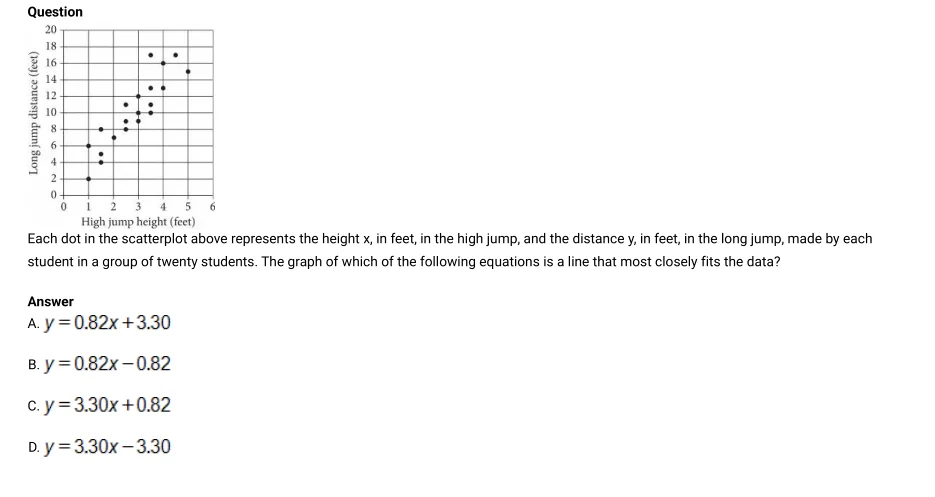 Question
20
18
16
14
12
10
8
6
4
2
0
Long jump distance (feet)
0 1 2 3 4 5 6
High jump height (feet)
Each dot in the scatterplot above represents the height x, in feet, in the high jump, and the distance y, in feet, in the long jump, made by each
student in a group of twenty students. The graph of which of the following equations is a line that most closely fits the data?
Answer
A. y = 0.82x + 3.30
B. y = 0.82x − 0.82
C. y = 3.30x + 0.82
D. y = 3.30x − 3.30